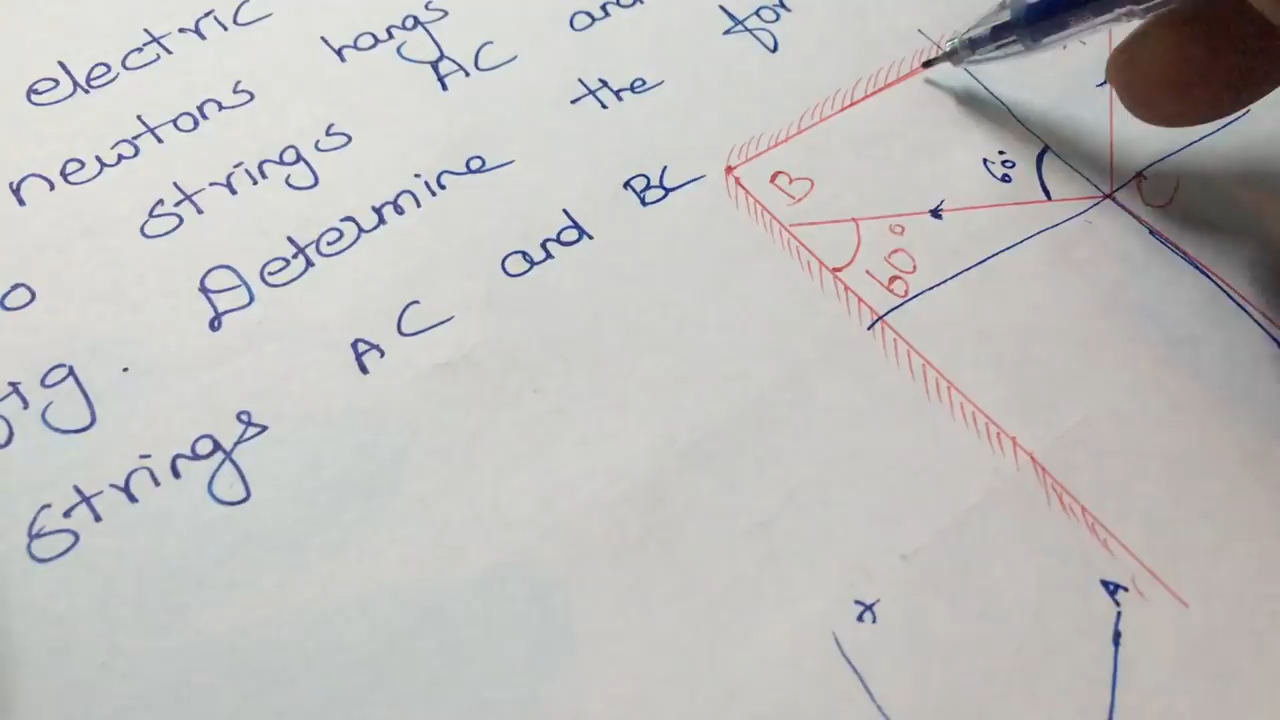 electric
newtons hangs
strings AC and
Determine the for
Strings AC and BC
B
60°
60°
C
x
A